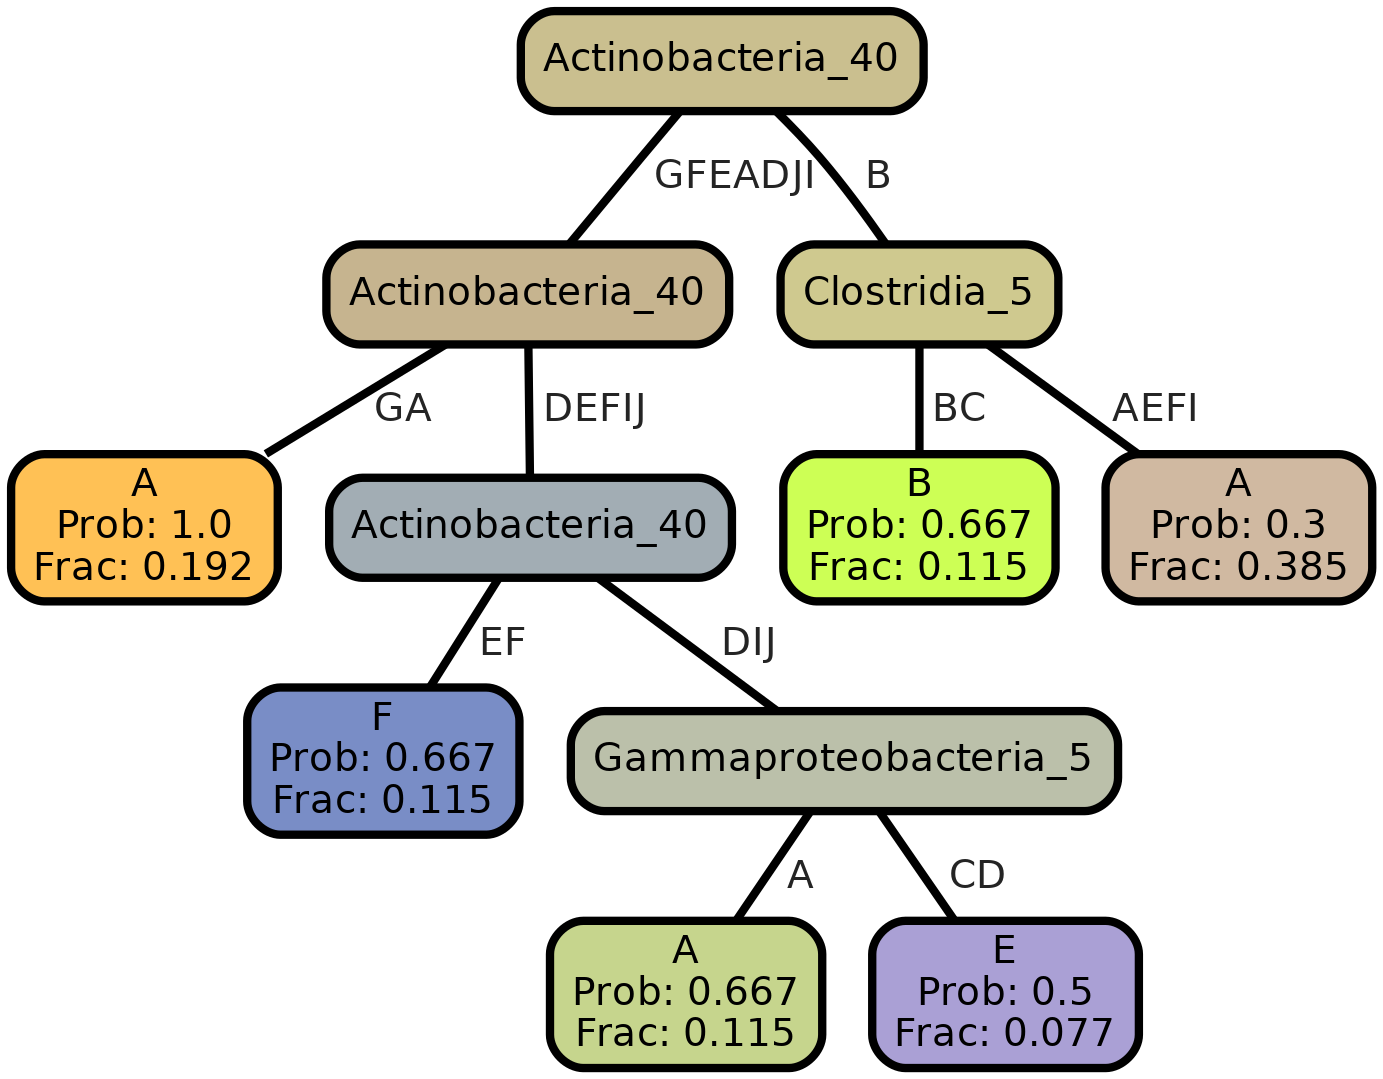 Actinobacteria_40
GFEADJI
B
Actinobacteria_40
Clostridia_5
GA
DEFIJ
BC
AEFI
A
Prob: 1.0
Frac: 0.192
Actinobacteria_40
B
Prob: 0.667
Frac: 0.115
A
Prob: 0.3
Frac: 0.385
EF
DIJ
F
Prob: 0.667
Frac: 0.115
Gammaproteobacteria_5
A
CD
A
Prob: 0.667
Frac: 0.115
E
Prob: 0.5
Frac: 0.077